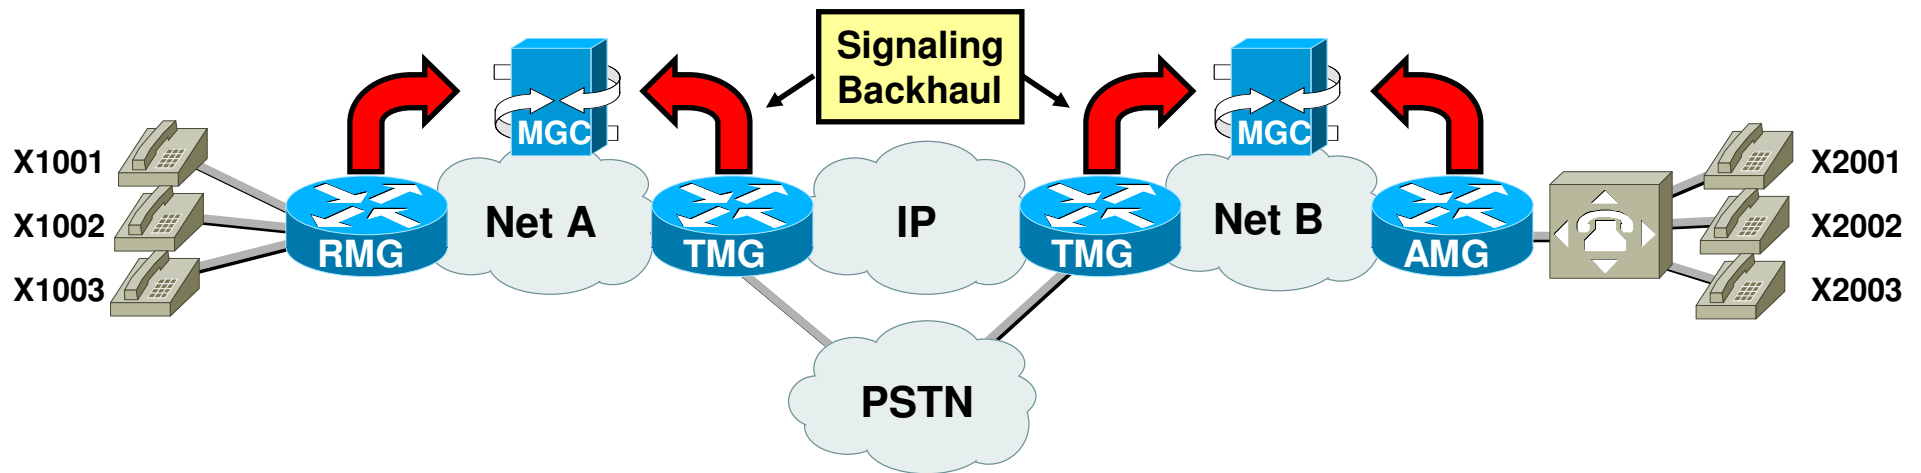 Signaling
Backhaul
MGC
MGC
X1001
X1002
X1003
RMG
Net A
TMG
IP
TMG
Net B
AMG
X2001
X2002
X2003
PSTN